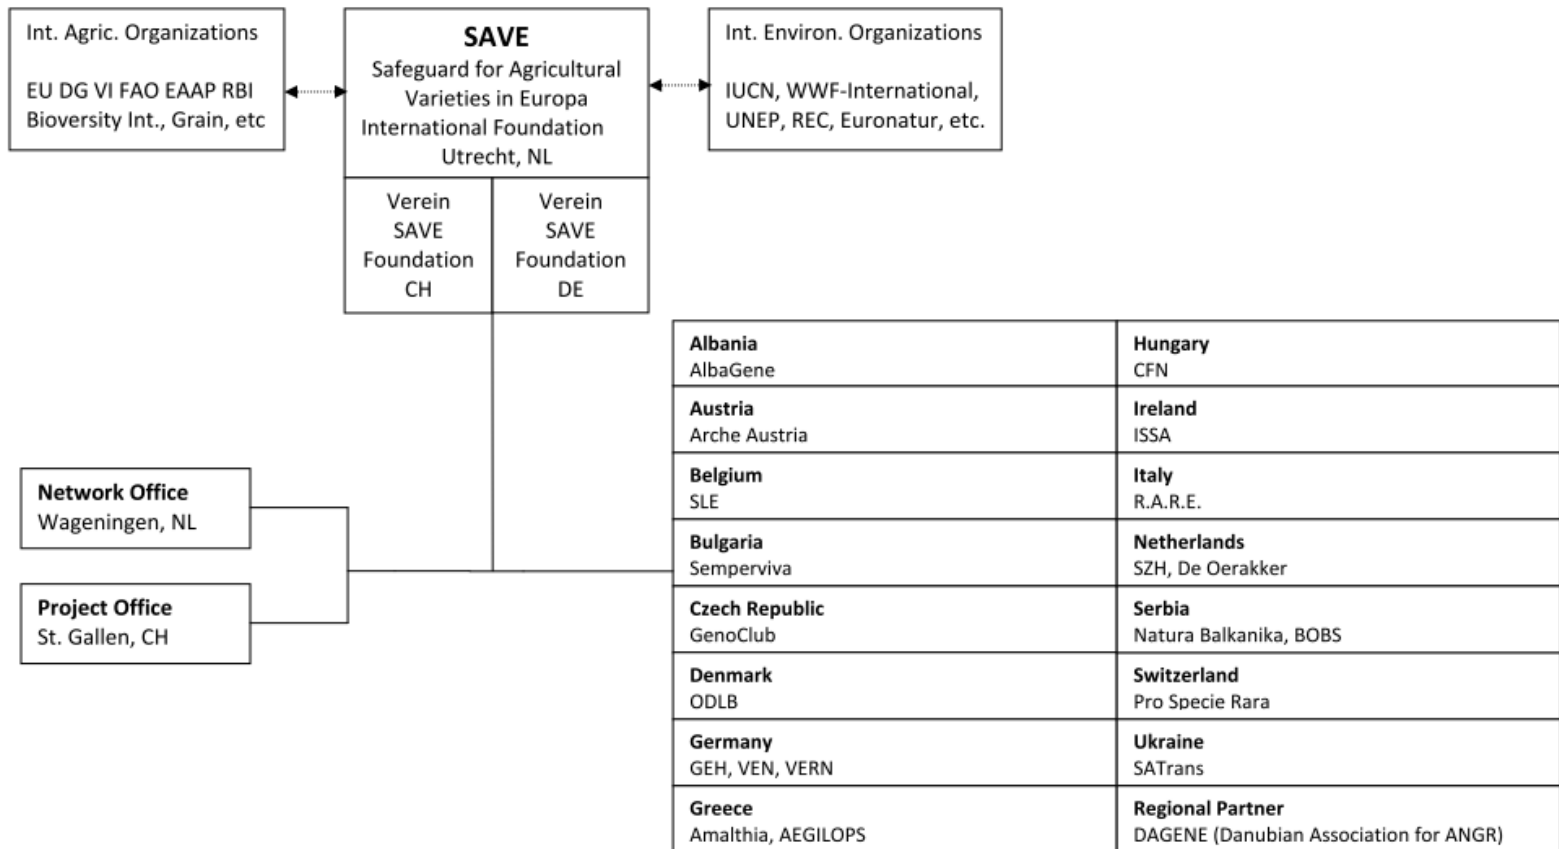 Int. Agric. Organizations
EU DG VI FAO EAAP RBI
Bioversity Int., Grain, etc
SAVE
Safeguard for Agricultural
Varieties in Europa
International Foundation
Utrecht, NL
Int. Environ. Organizations
IUCN, WWF-International,
UNEP, REC, Euronatur, etc.
Verein
SAVE
Foundation
CH
Verein
SAVE
Foundation
DE
Network Office
Wageningen, NL
Project Office
St. Gallen, CH
Albania
AlbaGene
Hungary
CFN
Austria
Arche Austria
Ireland
ISSA
Belgium
SLE
Italy
R.A.R.E.
Bulgaria
Semperviva
Netherlands
SZH, De Oerakker
Czech Republic
GenoClub
Serbia
Natura Balkanika, BOBS
Denmark
ODLB
Switzerland
Pro Specie Rara
Germany
GEH, VEN, VERN
Ukraine
SATrans
Greece
Amalthia, AEGILOPS
Regional Partner
DAGENE (Danubian Association for ANGR)